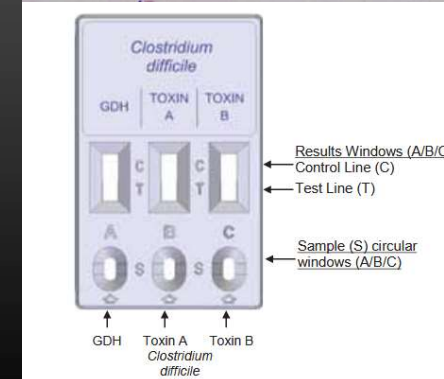 Clostridium
difficile
GDH TOXIN A TOXIN B
C C
T T
A B C
S S
Results Windows (A/B/C
Control Line (C)
Test Line (T)
Sample (S) circular
windows (A/B/C)
GDH Toxin A Toxin B
Clostridium
difficile